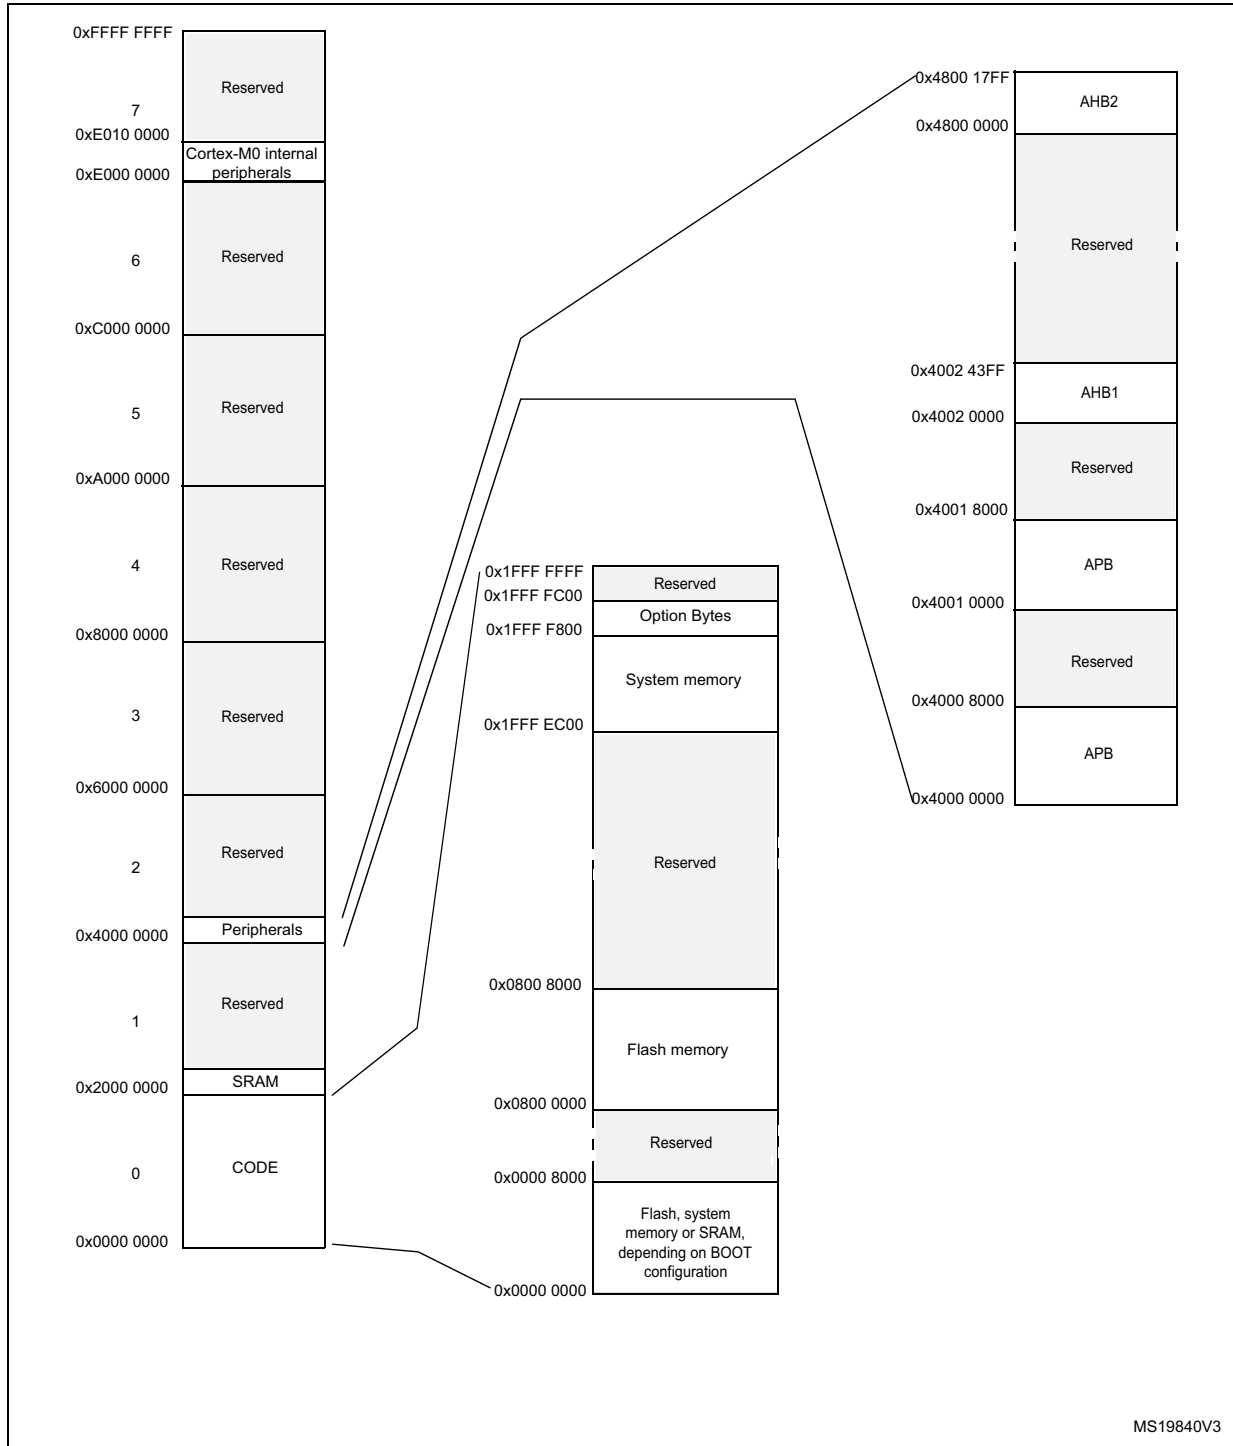 0xFFFF FFFF
Reserved
7
0xE010 0000
Cortex-M0 internal
peripherals
0xE000 0000
Reserved
6
0xC000 0000
Reserved
5
0xA000 0000
Reserved
4
0x8000 0000
Reserved
3
0x6000 0000
Reserved
2
Peripherals
0x4000 0000
Reserved
1
SRAM
0x2000 0000
CODE
0
0x0000 0000
0x1FFF FFFF
Reserved
0x1FFF FC00
Option Bytes
0x1FFF F800
System memory
0x1FFF EC00
Reserved
0x0800 8000
Flash memory
0x0800 0000
Reserved
0x0000 8000
Flash, system
memory or SRAM,
depending on BOOT
configuration
0x0000 0000
0x4800 17FF
AHB2
0x4800 0000
Reserved
0x4002 43FF
AHB1
0x4002 0000
Reserved
0x4001 8000
APB
0x4001 0000
Reserved
0x4000 8000
APB
0x4000 0000
MS19840V3